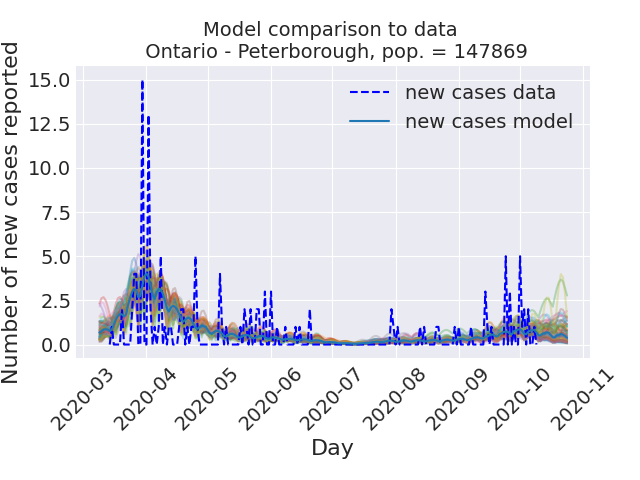 Model comparison to data
Ontario - Peterborough, pop. = 147869
Number of new cases reported
15.0
12.5
10.0
7.5
5.0
2.5
0.0
new cases data
new cases model
2020-03
2020-04
2020-05
2020-06
2020-07
2020-08
2020-09
2020-10
2020-11
Day